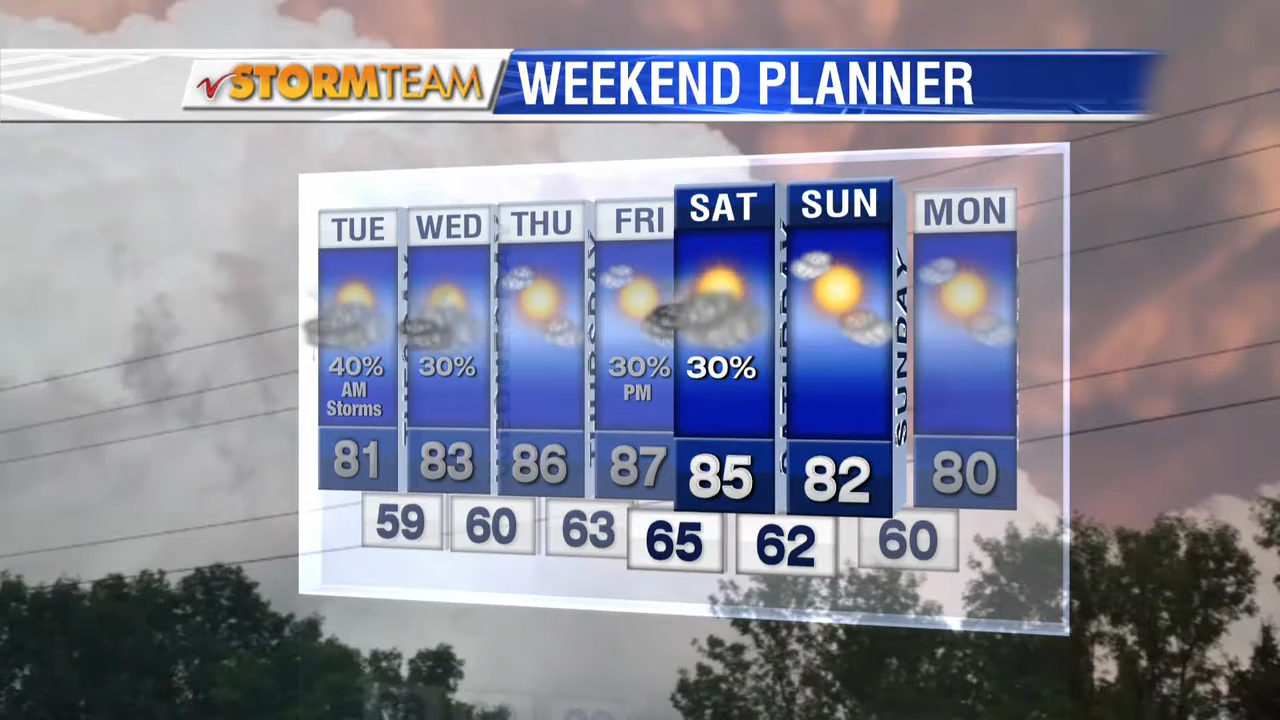 STORMTEAM WEEKEND PLANNER
TUE WED THU FRI SAT SUN MON
40% 30% 30% 30%
AM PM
Storms
81 83 86 87 85 82 80
59 60 63 65 62 60
SUNDAY